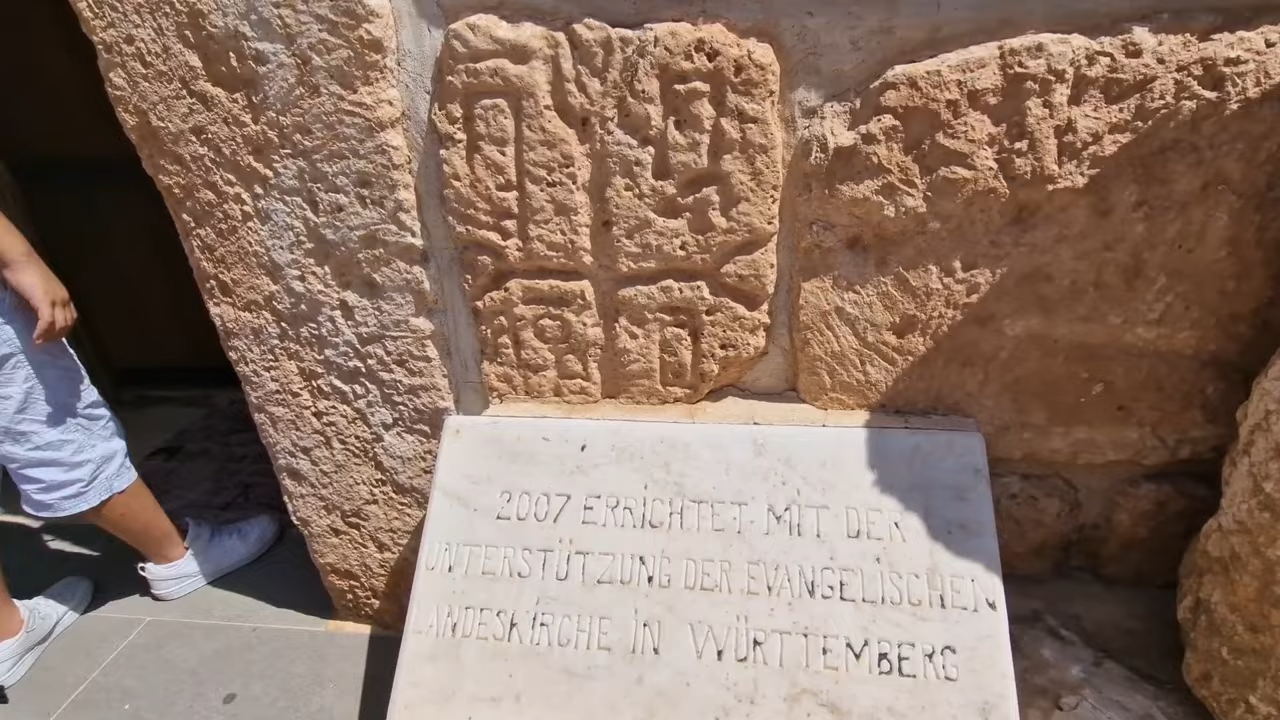 2007 ERRICHTET MIT DER
UNTERSTÜTZUNG DER EVANGELISCHEN
LANDESKIRCHE IN WÜRTTEMBERG